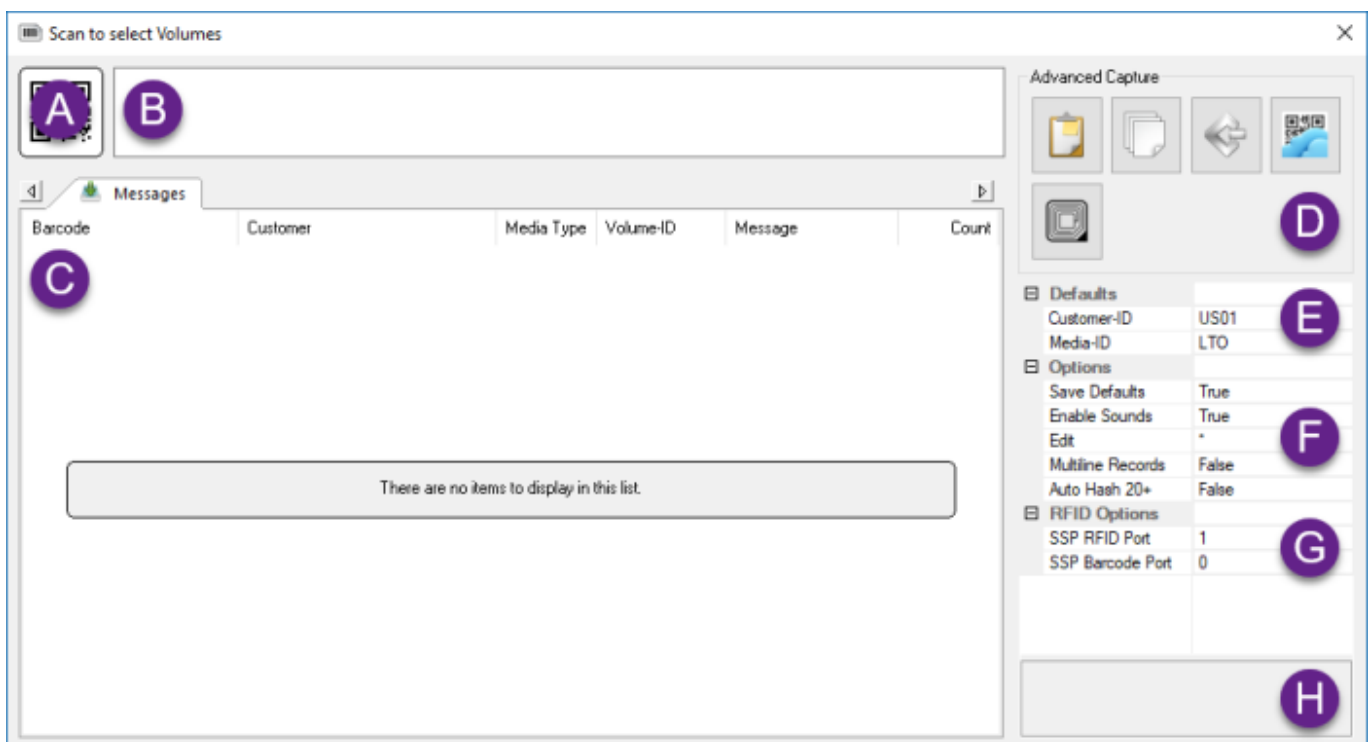 Scan to select Volumes
A
B
Advanced Capture
D
Messages
Barcode Customer Media Type Volume-ID Message Count
C
There are no items to display in this list.
Defaults
Customer-ID US01
Media-ID LTO
E
Options
Save Defaults True
Enable Sounds True
Edit *
Multiline Records False
Auto Hash 20+ False
F
RFID Options
SSP RFID Port 1
SSP Barcode Port 0
G
H